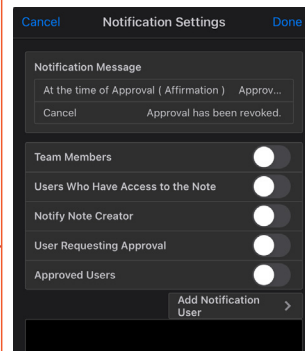 Cancel Notification Settings Done
Notification Message
At the time of Approval ( Affirmation ) Approv...
Cancel Approval has been revoked.
Team Members
Users Who Have Access to the Note
Notify Note Creator
User Requesting Approval
Approved Users
Add Notification
User